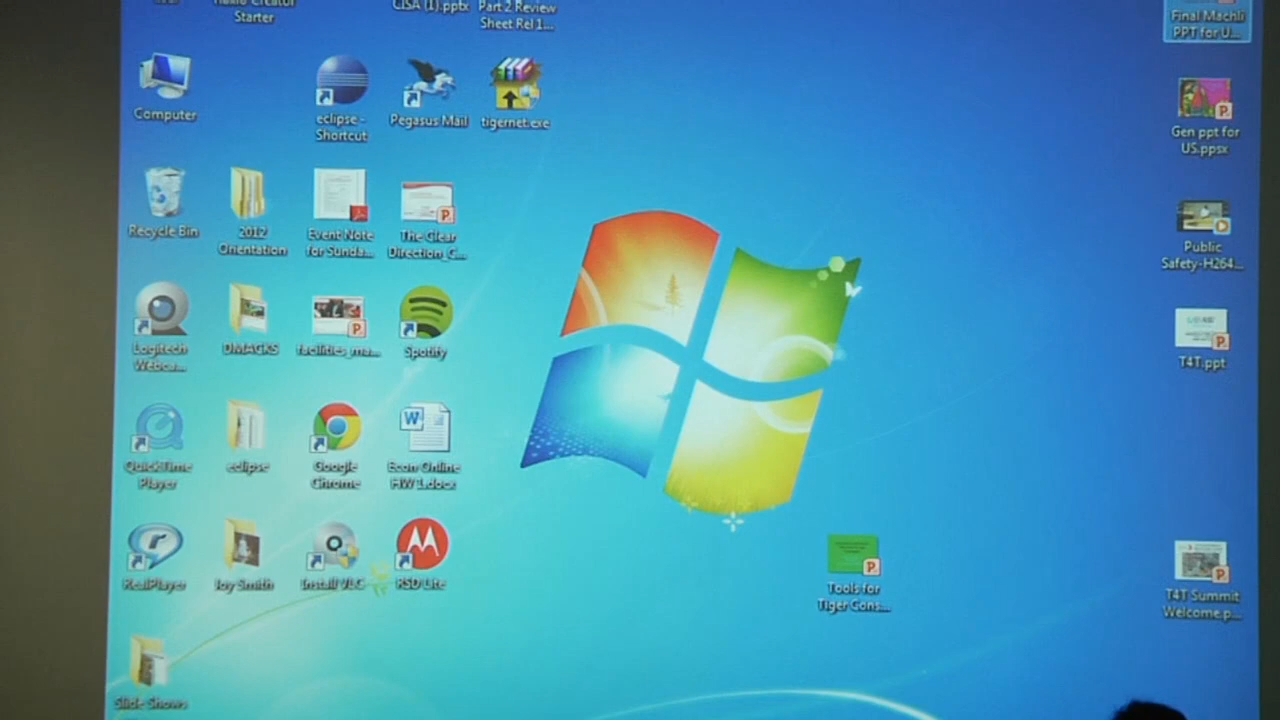 Starter
CISA (1).pptx
Part 2 Review
Sheet Rel 1...
Final Machli
PPT for U...
Computer
eclipse -
Shortcut
Pegasus Mail
tigernet.exe
Gen ppt for
US.ppsx
Recycle Bin
2012
Orientation
Event Note
for Sunda...
The Clear
Direction_C...
Public
Safety-H264...
Logitech
Webca...
DMACKS
facilities_ma...
Spotify
T4T.ppt
QuickTime
Player
eclipse
Google
Chrome
Econ Online
HW 1.docx
RealPlayer
Joy Smith
Install VLC
RSD Lite
Tools for
Tiger Cons...
T4T Summit
Welcome.p...
Slide Shows